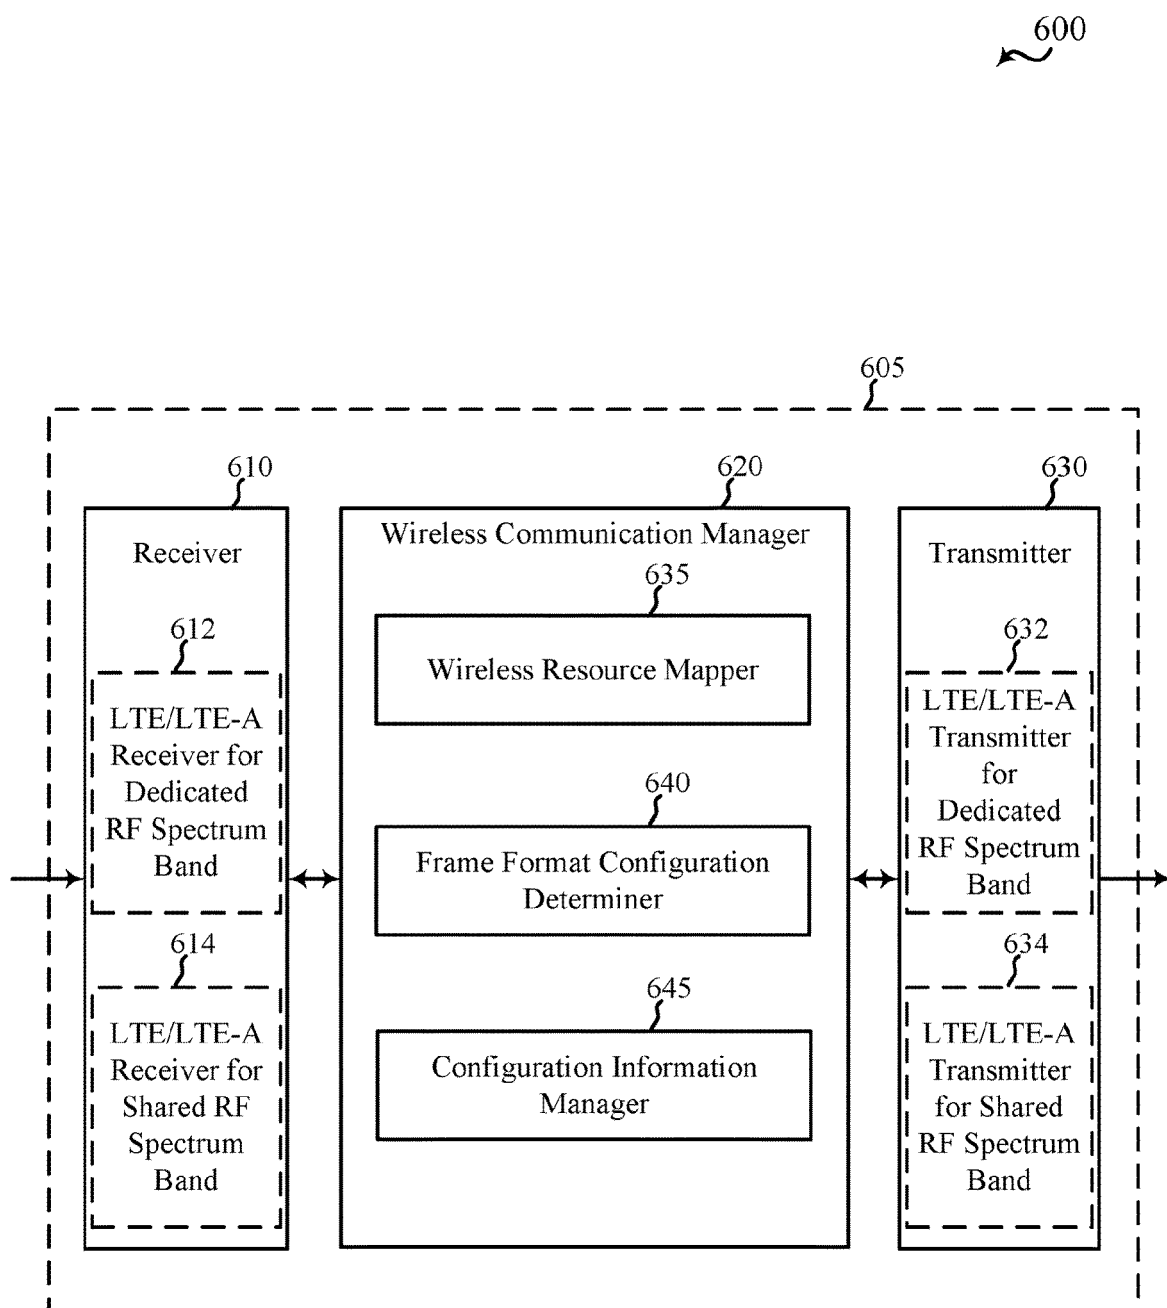 600
605
610
620
630
Receiver
Wireless Communication Manager
Transmitter
635
Wireless Resource Mapper
612
LTE/LTE-A
Receiver for
Dedicated
RF Spectrum
Band
632
LTE/LTE-A
Transmitter
for
Dedicated
RF Spectrum
Band
640
Frame Format Configuration
Determiner
614
LTE/LTE-A
Receiver for
Shared RF
Spectrum
Band
645
Configuration Information
Manager
634
LTE/LTE-A
Transmitter
for Shared
RF Spectrum
Band